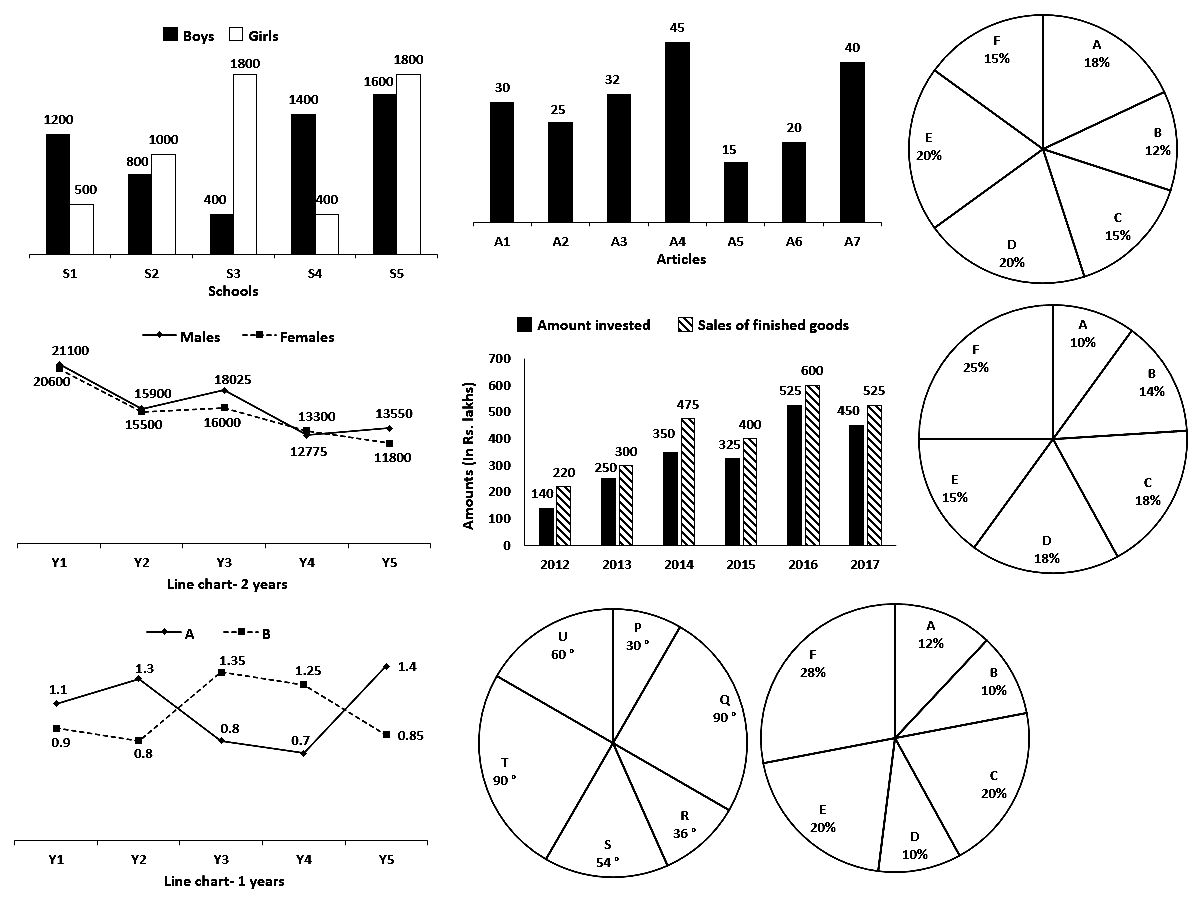 Boys Girls
1200
500
800
1000
400
1800
1400
400
1600
1800
S1 S2 S3 S4 S5
Schools
30
25
32
45
15
20
40
A1 A2 A3 A4 A5 A6 A7
Articles
A
18%
B
12%
C
15%
D
20%
E
20%
F
15%
Males Females
21100
20600
15900
15500
18025
16000
13300
12775
13550
11800
Y1 Y2 Y3 Y4 Y5
Line chart- 2 years
Amount invested Sales of finished goods
Amounts (In Rs. lakhs)
700
600
500
400
300
200
100
0
140
220
250
300
350
475
325
400
525
600
450
525
2012 2013 2014 2015 2016 2017
A
10%
B
14%
C
18%
D
18%
E
15%
F
25%
A B
1.1
0.9
1.3
0.8
1.35
0.8
1.25
0.7
1.4
0.85
Y1 Y2 Y3 Y4 Y5
Line chart- 1 years
P
30 °
Q
90 °
R
36 °
S
54 °
T
90 °
U
60 °
A
12%
B
10%
C
20%
D
10%
E
20%
F
28%